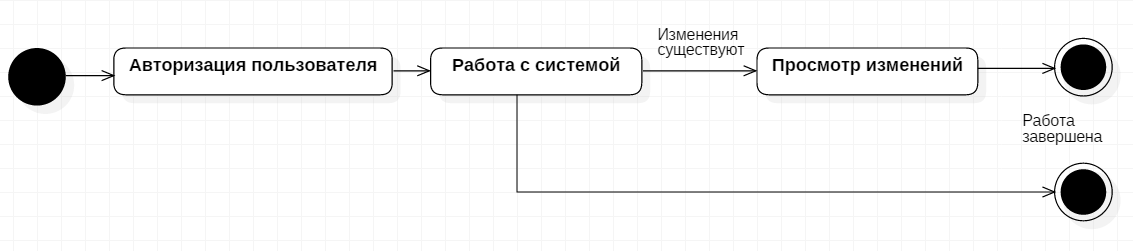 Авторизация пользователя
Работа с системой
Изменения
существуют
Просмотр изменений
Работа
завершена